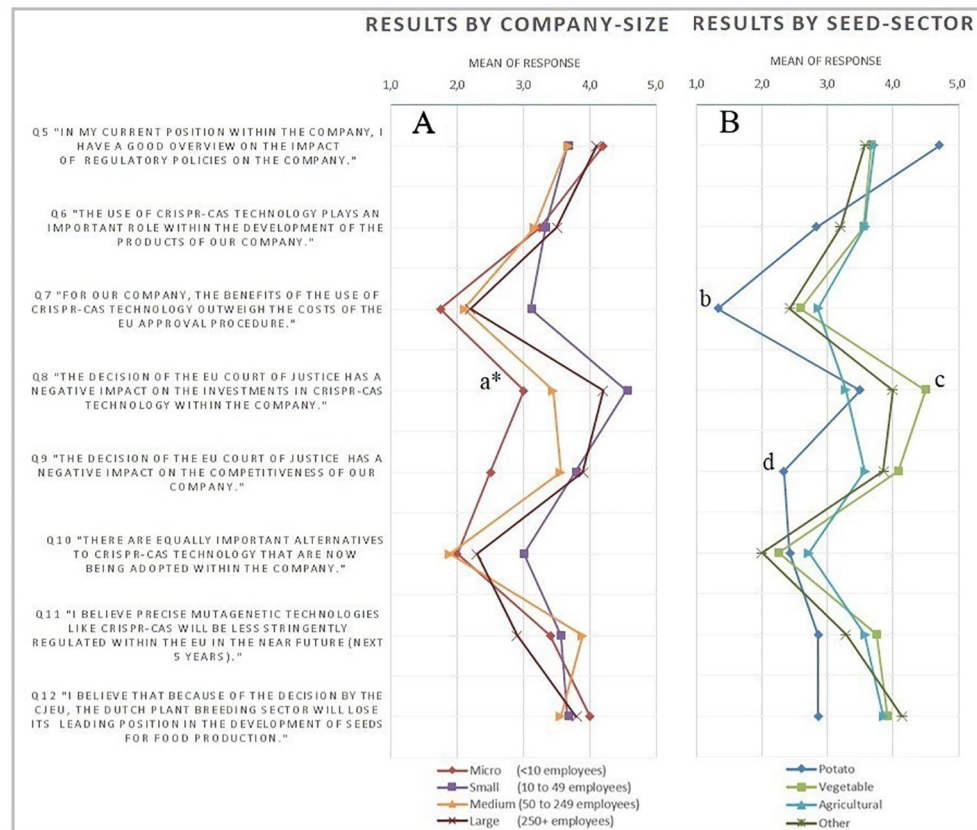 RESULTS BY COMPANY-SIZE
RESULTS BY SEED-SECTOR
MEAN OF RESPONSE
MEAN OF RESPONSE
1,0 2,0 3,0 4,0 5,0
1,0 2,0 3,0 4,0 5,0
A
B
Q5 "IN MY CURRENT POSITION WITHIN THE COMPANY, I
HAVE A GOOD OVERVIEW ON THE IMPACT
OF REGULATORY POLICIES ON THE COMPANY."
Q6 "THE USE OF CRISPR-CAS TECHNOLOGY PLAYS AN
IMPORTANT ROLE WITHIN THE DEVELOPMENT OF THE
PRODUCTS OF OUR COMPANY."
Q7 "FOR OUR COMPANY, THE BENEFITS OF THE USE OF
CRISPR-CAS TECHNOLOGY OUTWEIGH THE COSTS OF THE
EU APPROVAL PROCEDURE."
b
Q8 "THE DECISION OF THE EU COURT OF JUSTICE HAS A
NEGATIVE IMPACT ON THE INVESTMENTS IN CRISPR-CAS
TECHNOLOGY WITHIN THE COMPANY."
a*
c
Q9 "THE DECISION OF THE EU COURT OF JUSTICE HAS A
NEGATIVE IMPACT ON THE COMPETITIVENESS OF OUR
COMPANY."
d
Q10 "THERE ARE EQUALLY IMPORTANT ALTERNATIVES
TO CRISPR-CAS TECHNOLOGY THAT ARE NOW
BEING ADOPTED WITHIN THE COMPANY."
Q11 "I BELIEVE PRECISE MUTAGENETIC TECHNOLOGIES
LIKE CRISPR-CAS WILL BE LESS STRINGENTLY
REGULATED WITHIN THE EU IN THE NEAR FUTURE (NEXT
5 YEARS)."
Q12 "I BELIEVE THAT BECAUSE OF THE DECISION BY THE
CJEU, THE DUTCH PLANT BREEDING SECTOR WILL LOSE
ITS LEADING POSITION IN THE DEVELOPMENT OF SEEDS
FOR FOOD PRODUCTION."
Micro (<10 employees)
Small (10 to 49 employees)
Medium (50 to 249 employees)
Large (250+ employees)
Potato
Vegetable
Agricultural
Other